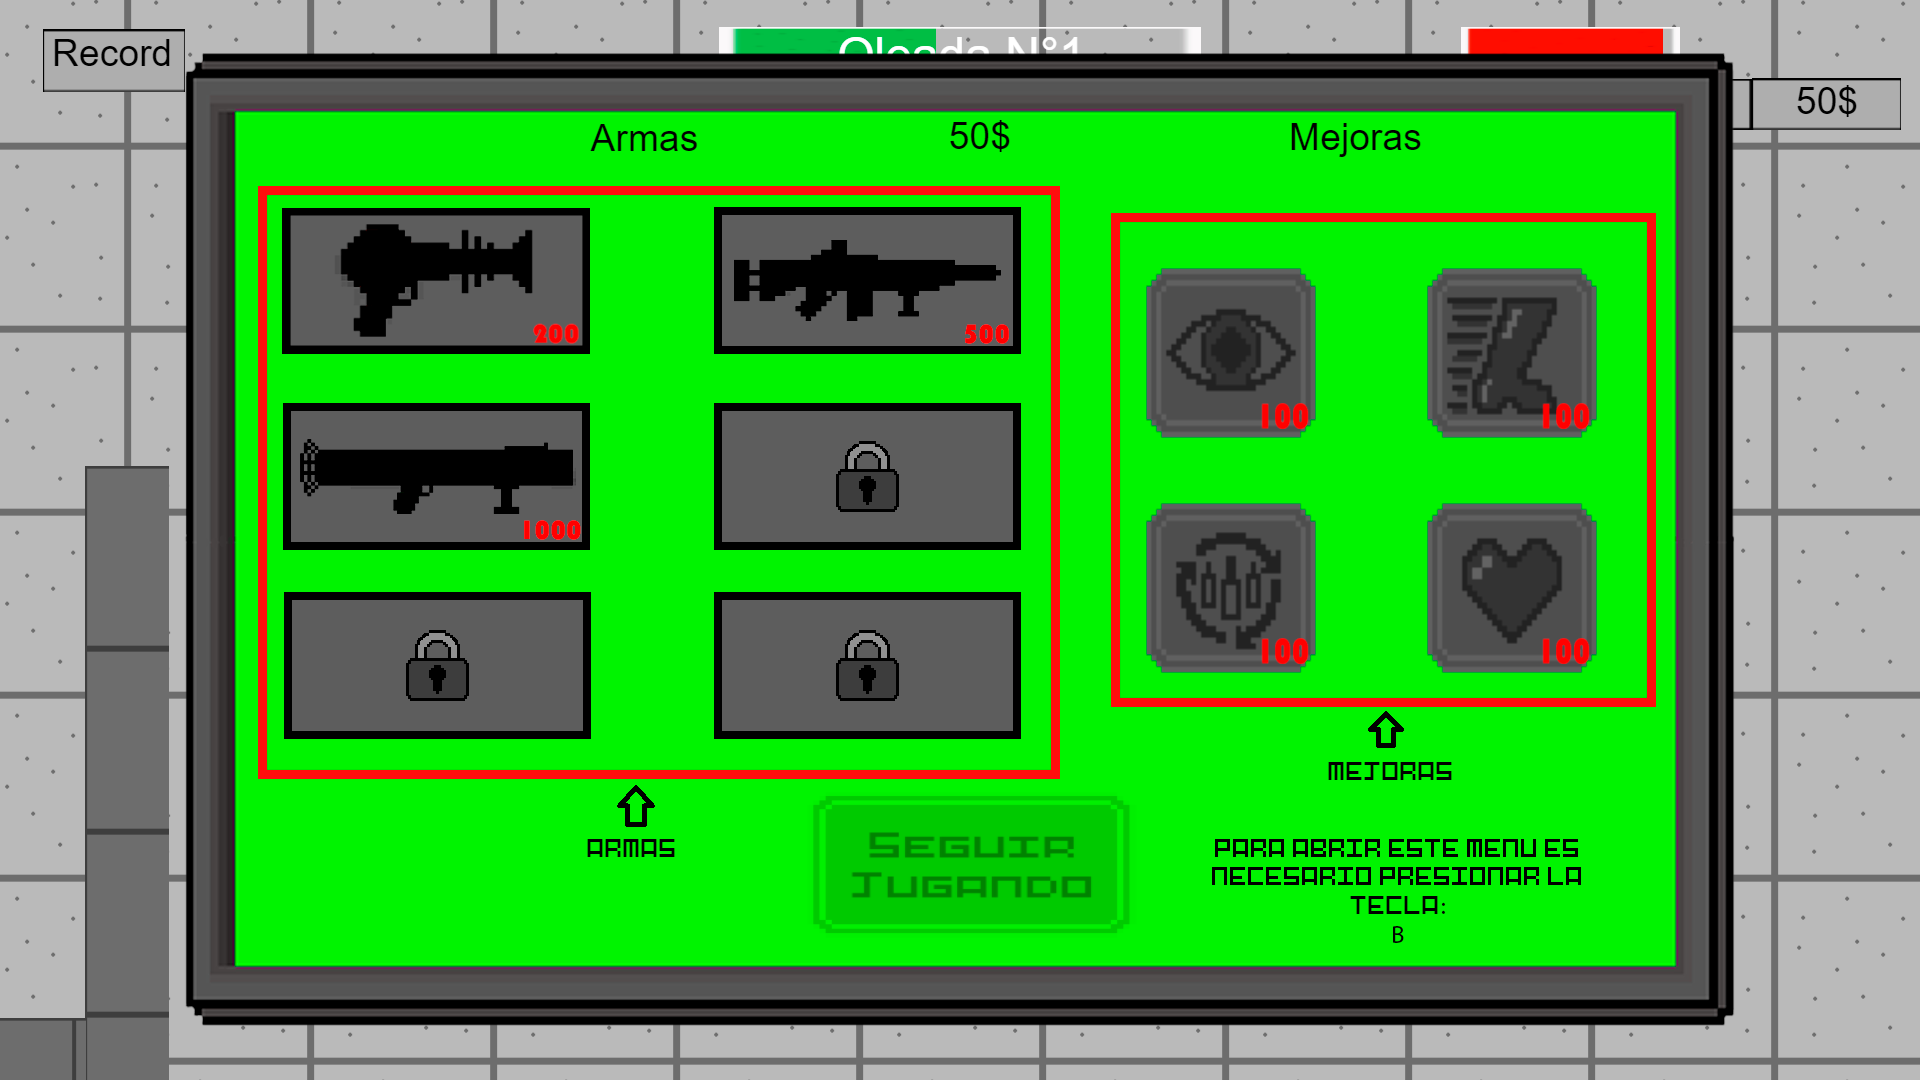 Oleada N°1
Record
50$
Armas
50$
Mejoras
200
500
100
100
1000
100
100
MEJORAS
ARMAS
SEGUIR
JUGANDO
PARA ABRIR ESTE MENU ES
NECESARIO PRESIONAR LA
TECLA:
B